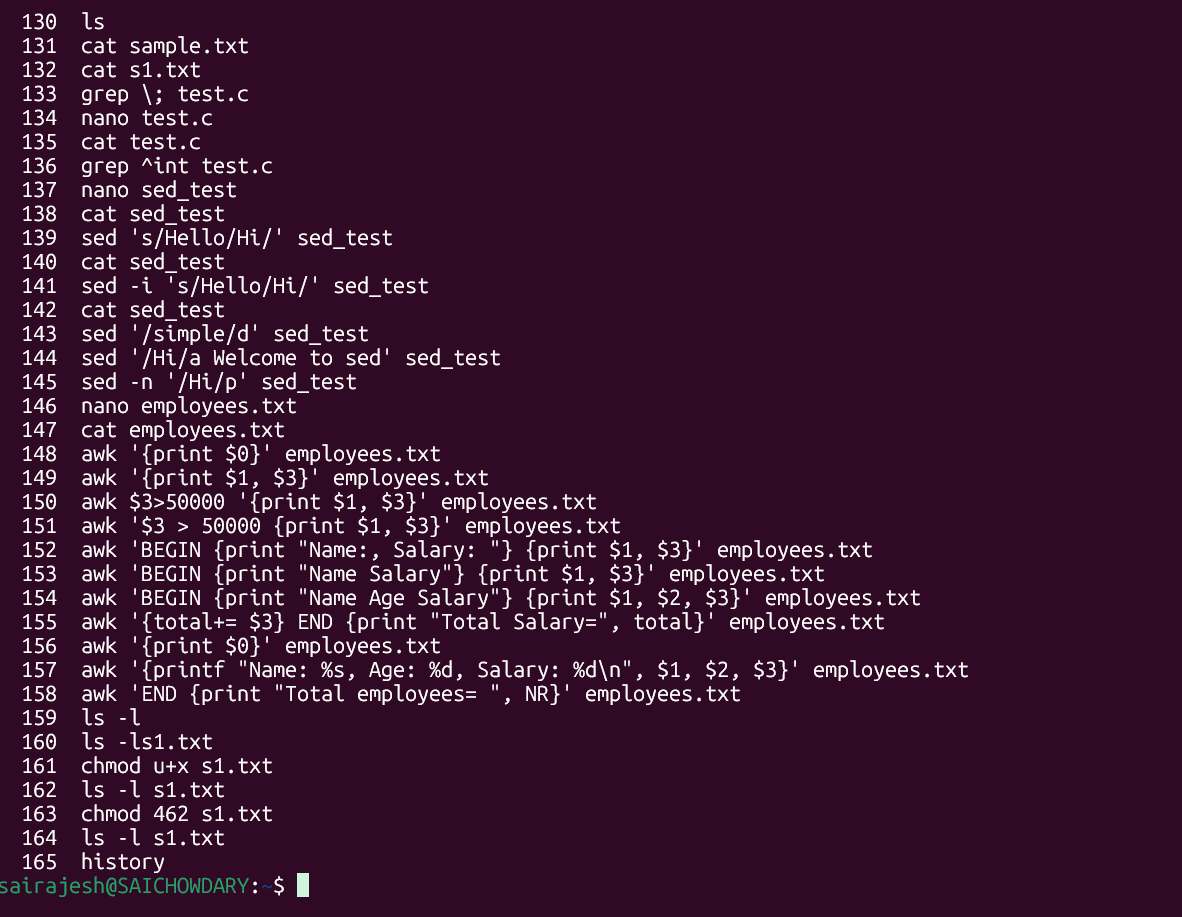 130 ls
131 cat sample.txt
132 cat s1.txt
133 grep \; test.c
134 nano test.c
135 cat test.c
136 grep ^int test.c
137 nano sed_test
138 cat sed_test
139 sed 's/Hello/Hi/' sed_test
140 cat sed_test
141 sed -i 's/Hello/Hi/' sed_test
142 cat sed_test
143 sed '/simple/d' sed_test
144 sed '/Hi/a Welcome to sed' sed_test
145 sed -n '/Hi/p' sed_test
146 nano employees.txt
147 cat employees.txt
148 awk '{print $0}' employees.txt
149 awk '{print $1, $3}' employees.txt
150 awk $3>50000 '{print $1, $3}' employees.txt
151 awk '$3 > 50000 {print $1, $3}' employees.txt
152 awk 'BEGIN {print "Name:, Salary: "} {print $1, $3}' employees.txt
153 awk 'BEGIN {print "Name Salary"} {print $1, $3}' employees.txt
154 awk 'BEGIN {print "Name Age Salary"} {print $1, $2, $3}' employees.txt
155 awk '{total+= $3} END {print "Total Salary=", total}' employees.txt
156 awk '{print $0}' employees.txt
157 awk '{printf "Name: %s, Age: %d, Salary: %d\n", $1, $2, $3}' employees.txt
158 awk 'END {print "Total employees= ", NR}' employees.txt
159 ls -l
160 ls -ls1.txt
161 chmod u+x s1.txt
162 ls -l s1.txt
163 chmod 462 s1.txt
164 ls -l s1.txt
165 history
sairajesh@SAICHOWDARY:~$